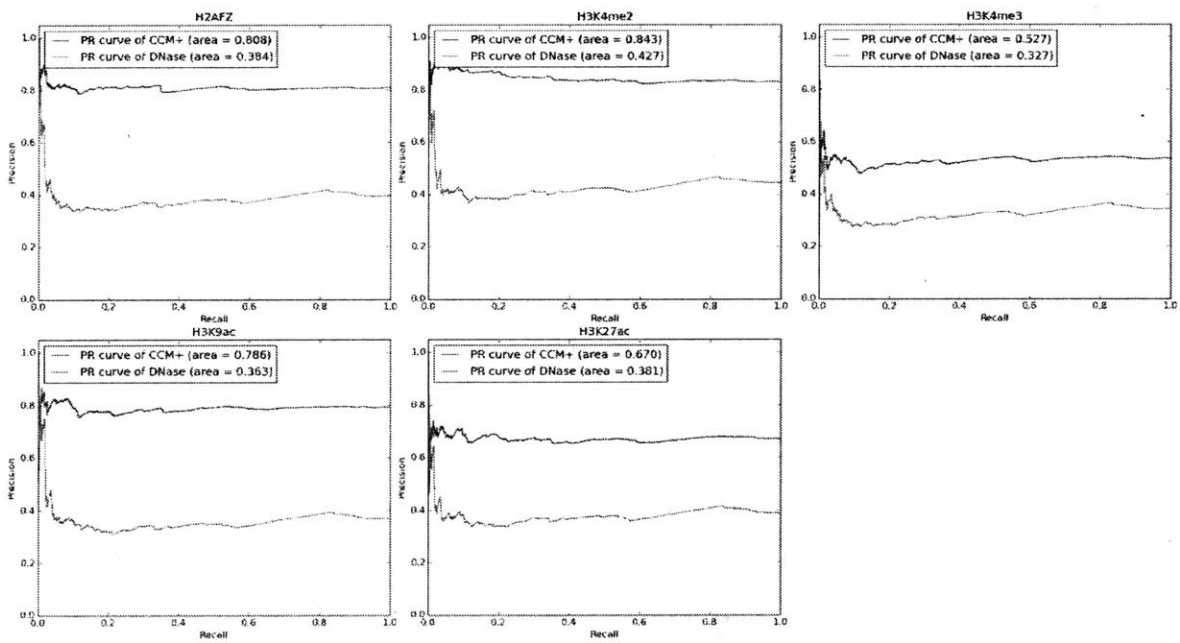 H2AFZ
PR curve of CCM+ (area = 0.808)
PR curve of DNase (area = 0.384)
1.0
0.8
0.6
0.4
0.2
0.0
Precision
0.0 0.2 0.4 0.6 0.8 1.0
Recall
H3K4me2
PR curve of CCM+ (area = 0.843)
PR curve of DNase (area = 0.427)
1.0
0.8
0.6
0.4
0.2
0.0
Precision
0.0 0.2 0.4 0.6 0.8 1.0
Recall
H3K4me3
PR curve of CCM+ (area = 0.527)
PR curve of DNase (area = 0.327)
1.0
0.8
0.6
0.4
0.2
0.0
Precision
0.0 0.2 0.4 0.6 0.8 1.0
Recall
H3K9ac
PR curve of CCM+ (area = 0.786)
PR curve of DNase (area = 0.363)
1.0
0.8
0.6
0.4
0.2
0.0
Precision
0.0 0.2 0.4 0.6 0.8 1.0
Recall
H3K27ac
PR curve of CCM+ (area = 0.670)
PR curve of DNase (area = 0.381)
1.0
0.8
0.6
0.4
0.2
0.0
Precision
0.0 0.2 0.4 0.6 0.8 1.0
Recall